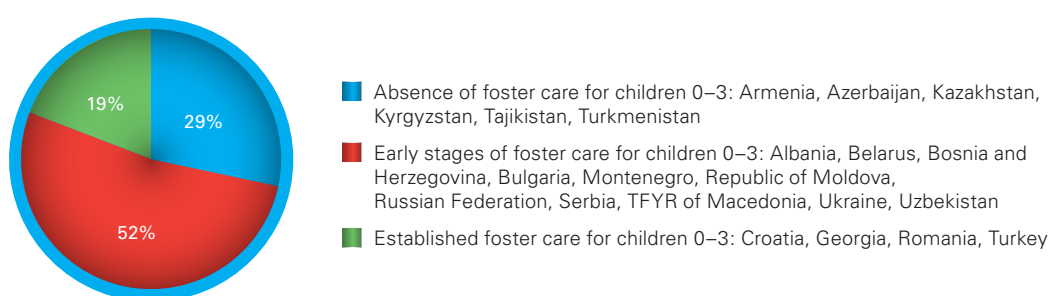 19%
29%
52%
Absence of foster care for children 0–3: Armenia, Azerbaijan, Kazakhstan,
Kyrgyzstan, Tajikistan, Turkmenistan
Early stages of foster care for children 0–3: Albania, Belarus, Bosnia and
Herzegovina, Bulgaria, Montenegro, Republic of Moldova,
Russian Federation, Serbia, TFYR of Macedonia, Ukraine, Uzbekistan
Established foster care for children 0–3: Croatia, Georgia, Romania, Turkey